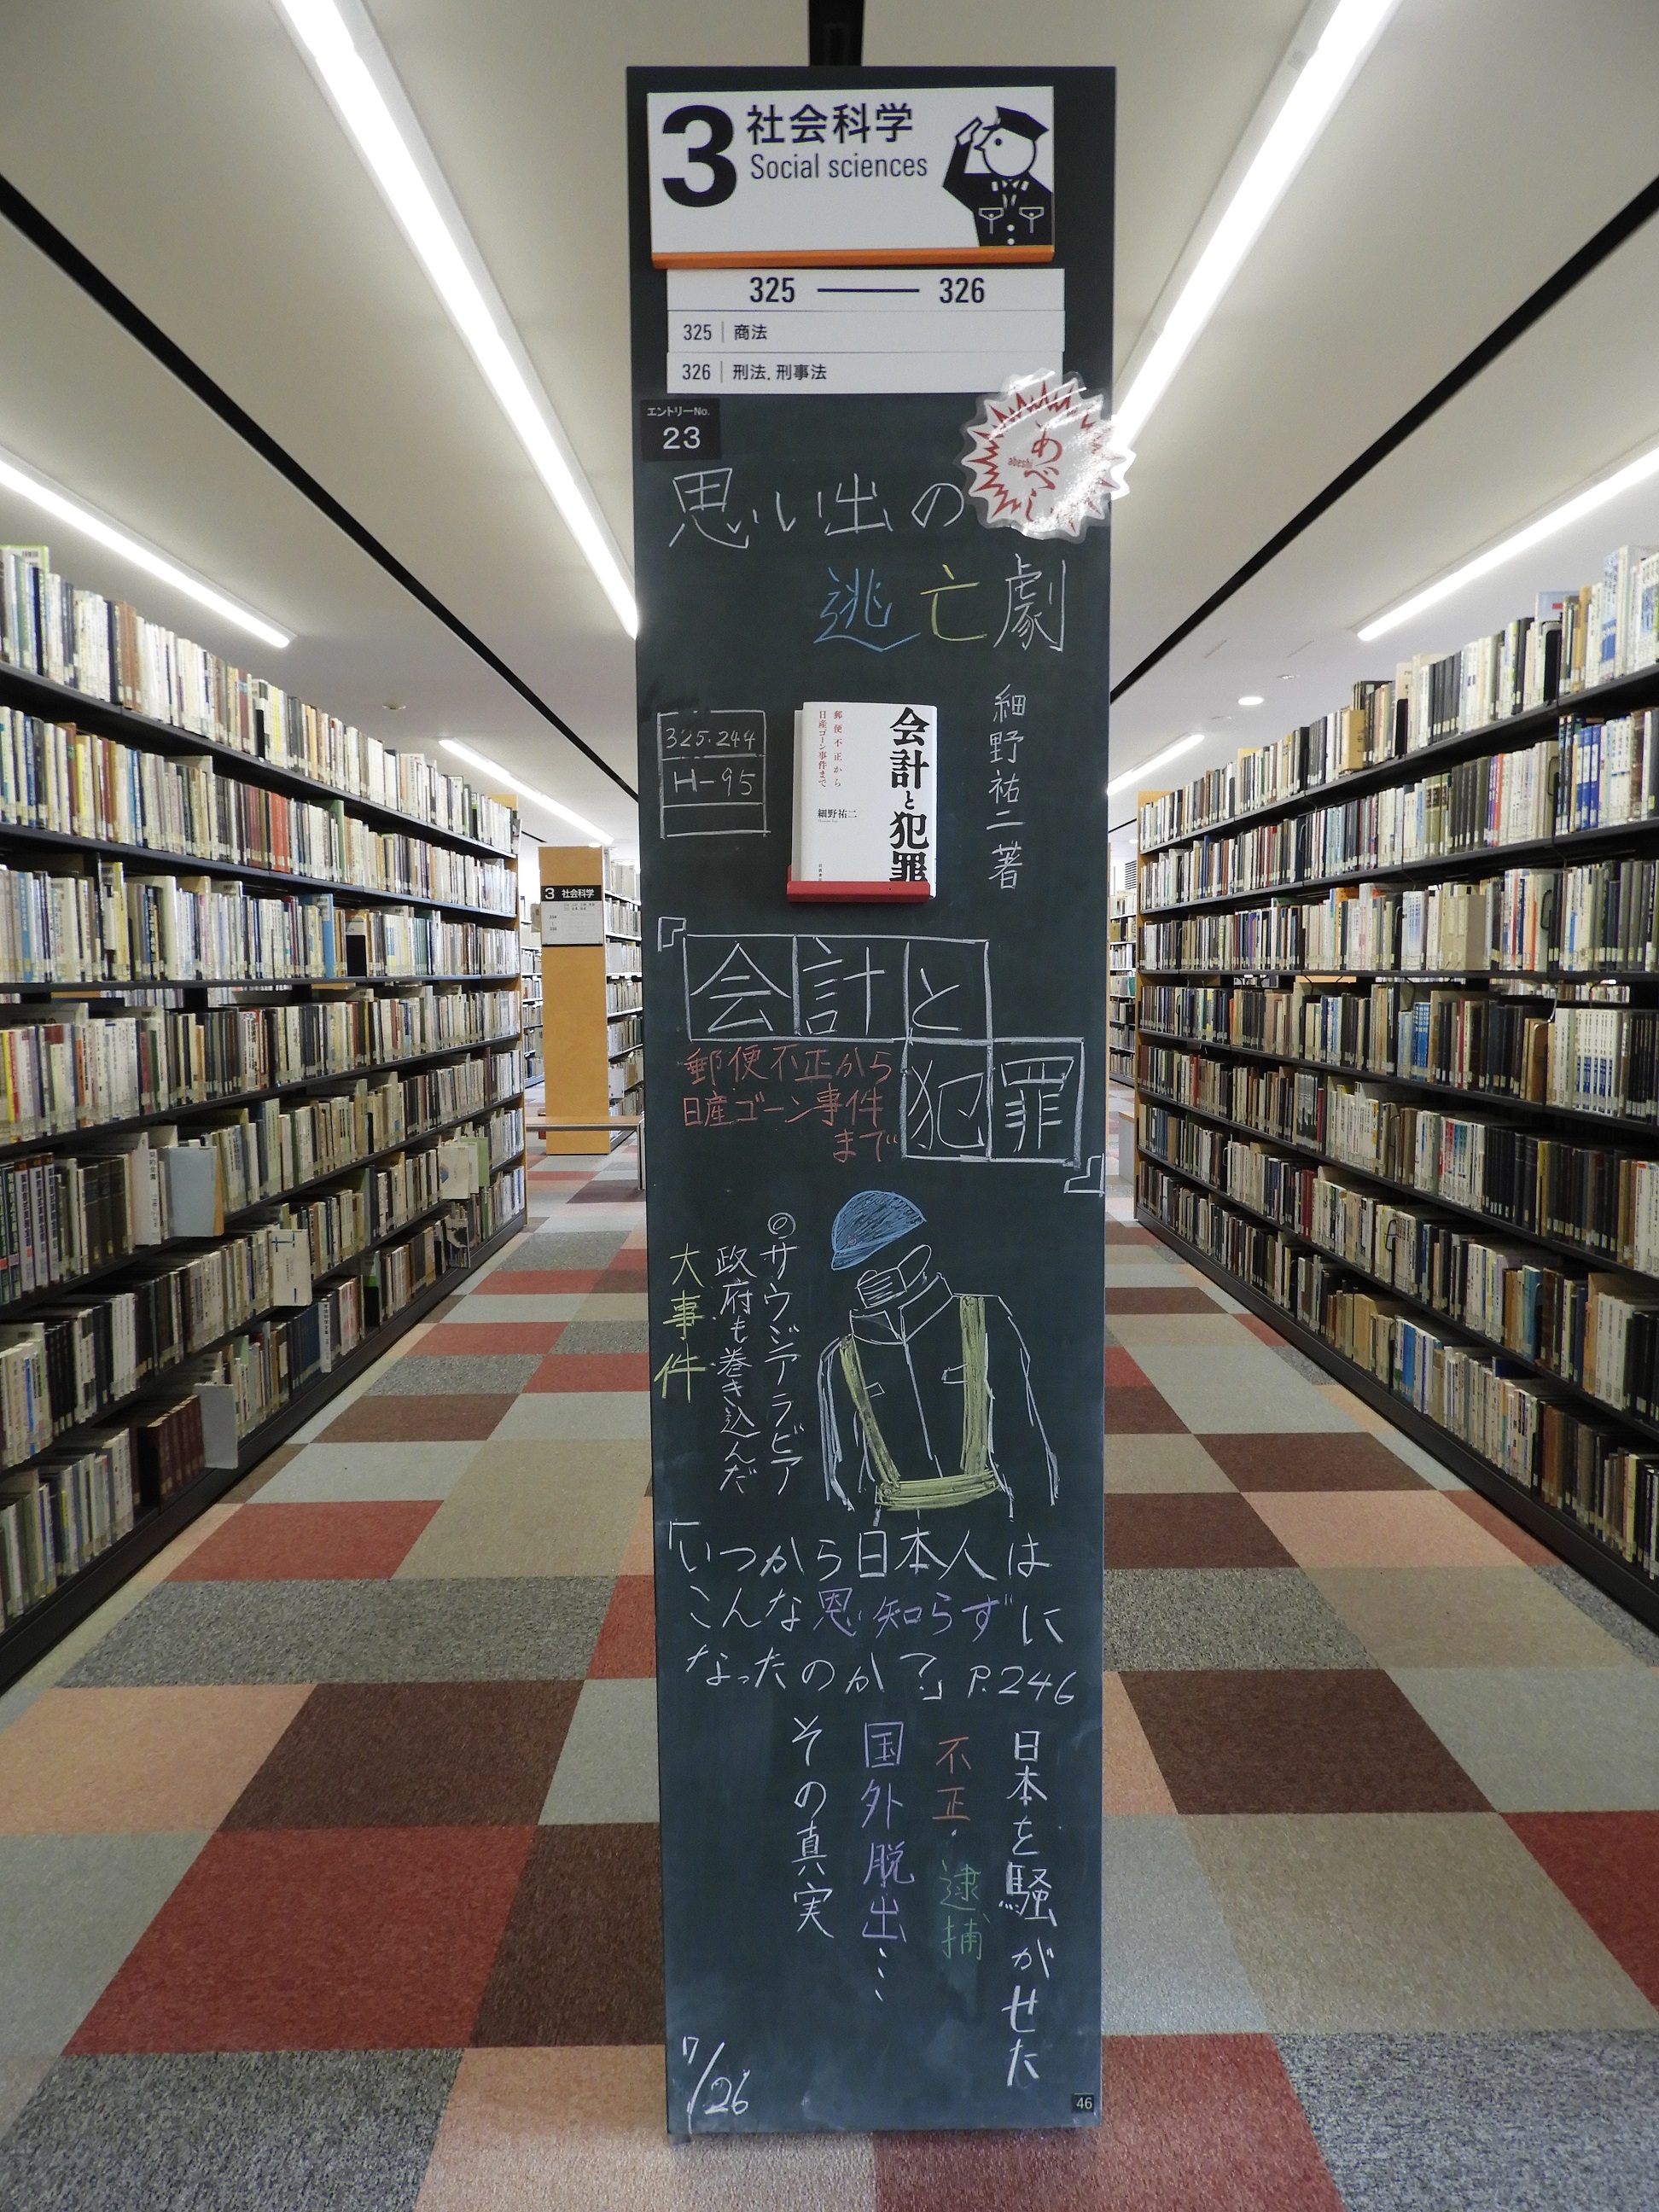 3 社会科学
Social sciences
325 — 326
325 商法
326 刑法．刑事法
エントリーNo.
23
あべし
abeshi
思い出の
逃亡劇
細野祐二著
325.244
H-95
会計と犯罪
郵便不正から
日産ゴーン事件まで
細野祐二
『会計と
犯罪』
郵便不正から
日産ゴーン事件
まで
◎サウジアラビア
政府も巻き込んだ
大事件
「いつから日本人は
こんな恩知らずに
なったのか?」P.246
日本を騒がせた
不正・逮捕
国外脱出…
その真実
7/26
46
3 社会科学